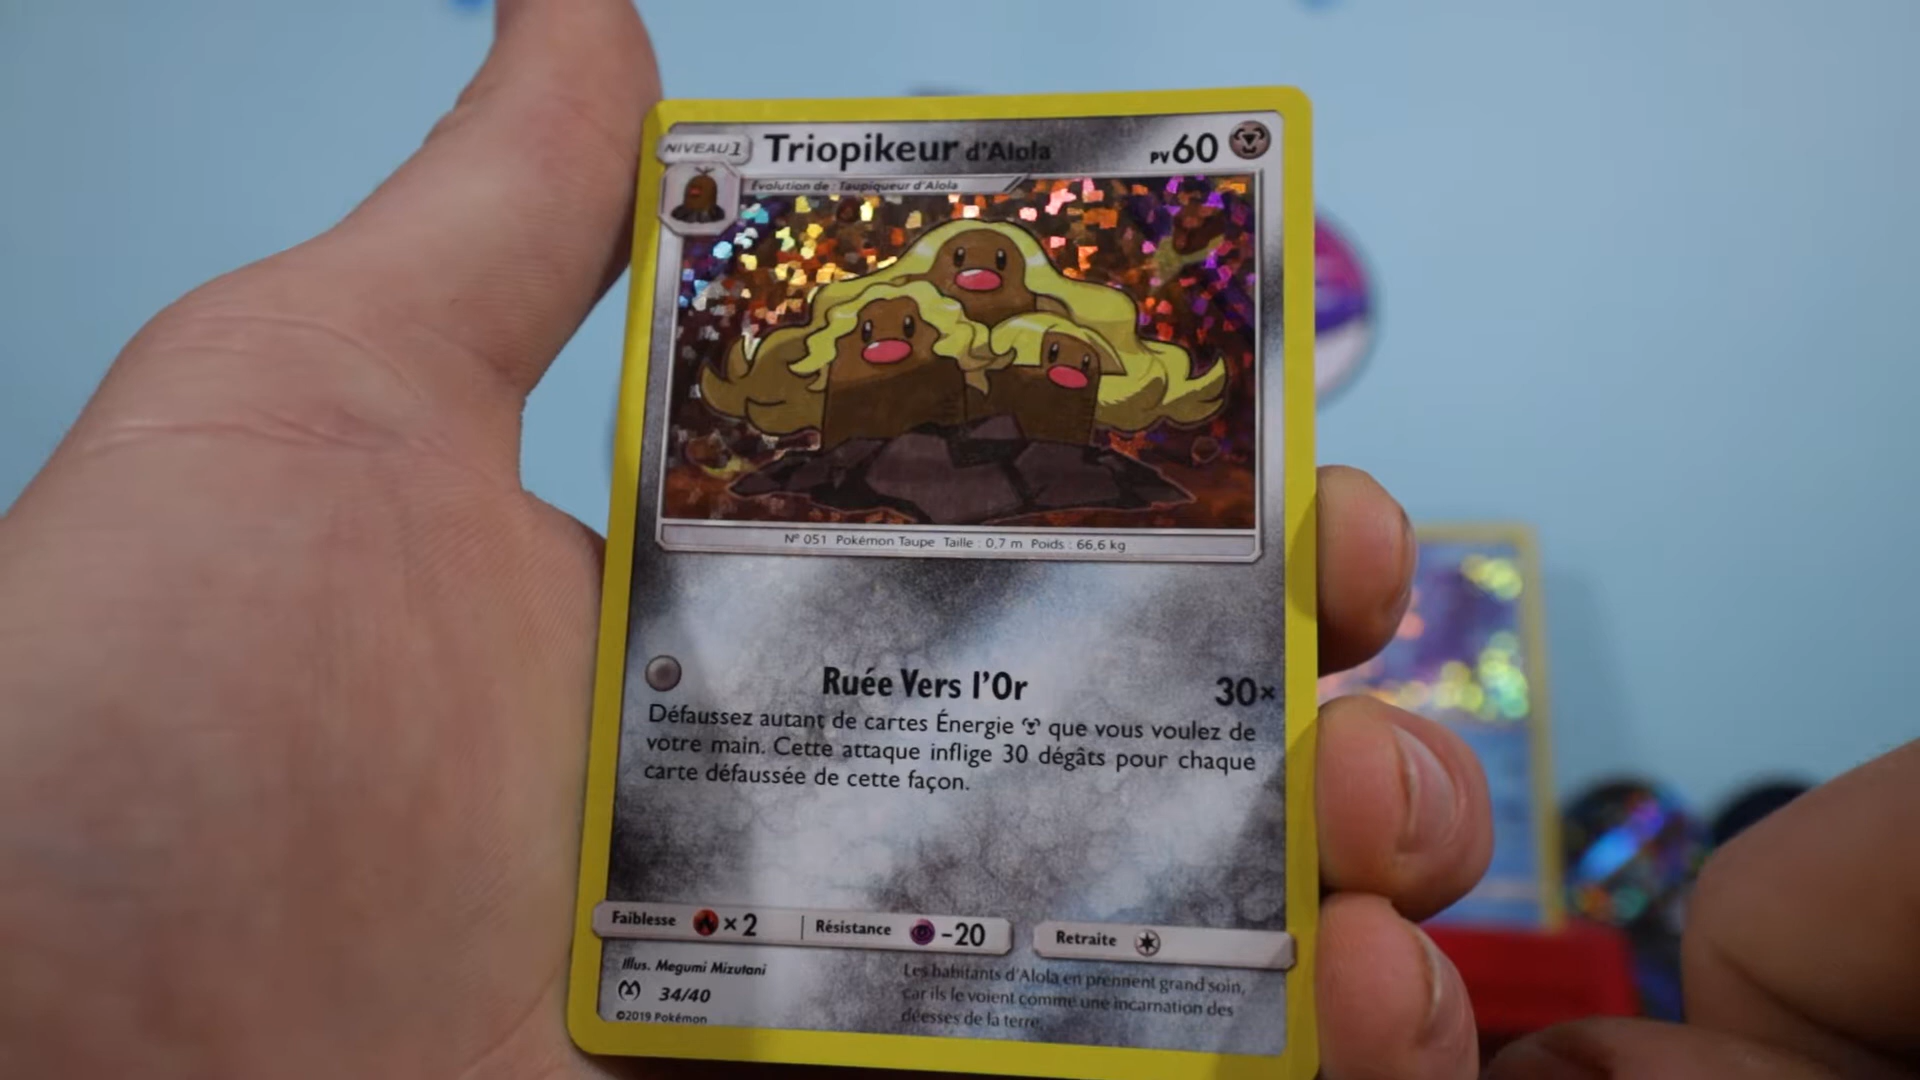 NIVEAU 1 Triopikeur d'Alola PV 60
Évolution de : Taupiqueur d'Alola
N° 051 Pokémon Taupe Taille : 0,7 m Poids : 66,6 kg
Ruée Vers l'Or 30×
Défaussez autant de cartes Énergie que vous voulez de
votre main. Cette attaque inflige 30 dégâts pour chaque
carte défaussée de cette façon.
Faiblesse × 2 Résistance -20 Retraite
Illus. Megumi Mizutani
34/40
©2019 Pokémon
Les habitants d'Alola en prennent grand soin,
car ils le voient comme une incarnation des
déesses de la terre.